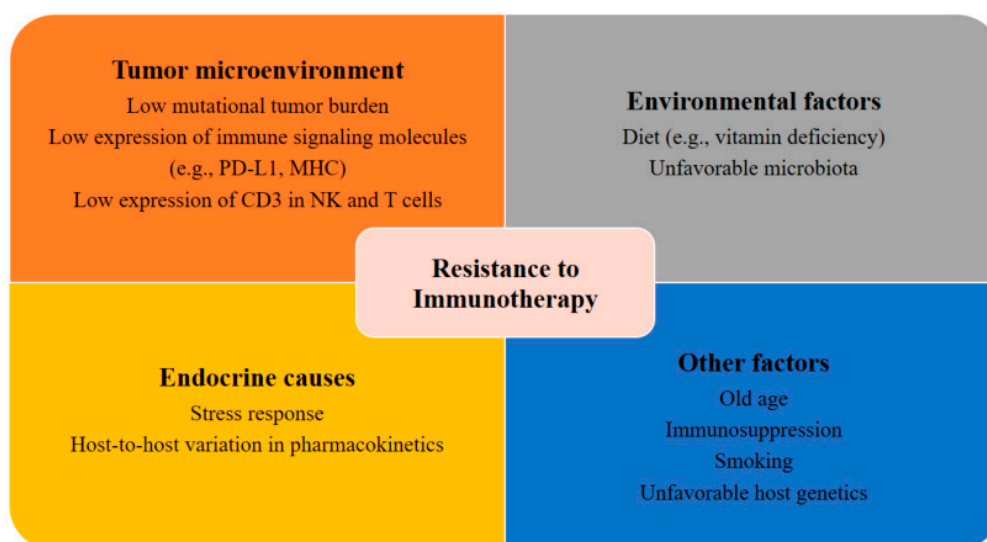 Tumor microenvironment
Low mutational tumor burden
Low expression of immune signaling molecules
(e.g., PD-L1, MHC)
Low expression of CD3 in NK and T cells
Environmental factors
Diet (e.g., vitamin deficiency)
Unfavorable microbiota
Resistance to
Immunotherapy
Endocrine causes
Stress response
Host-to-host variation in pharmacokinetics
Other factors
Old age
Immunosuppression
Smoking
Unfavorable host genetics